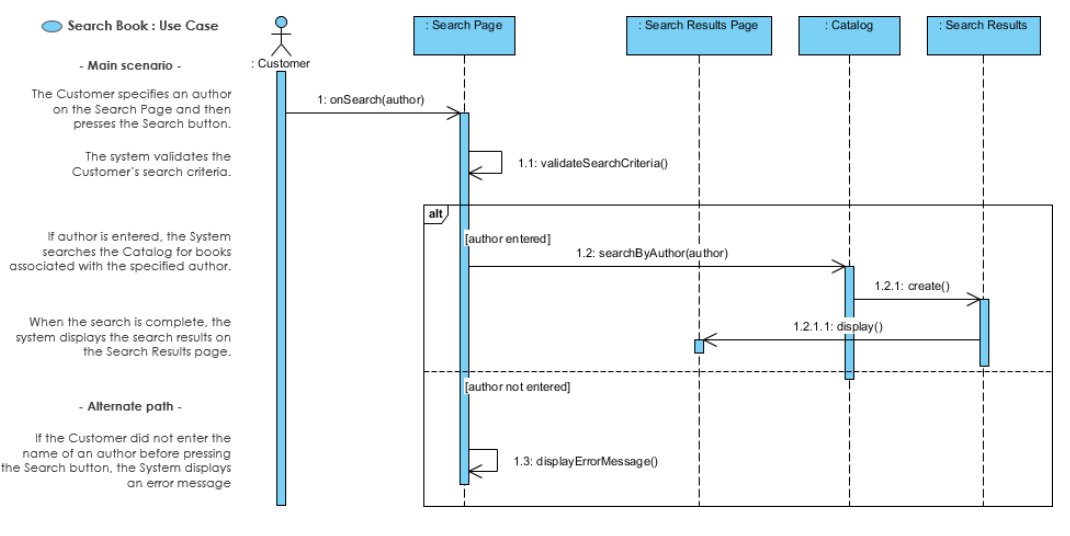 Search Book : Use Case
- Main scenario -
The Customer specifies an author
on the Search Page and then
presses the Search button.
The system validates the
Customer's search criteria.
If author is entered, the System
searches the Catalog for books
associated with the specified author.
When the search is complete, the
system displays the search results on
the Search Results page.
- Alternate path -
If the Customer did not enter the
name of an author before pressing
the Search button, the System displays
an error message
: Customer
: Search Page
: Search Results Page
: Catalog
: Search Results
1: onSearch(author)
1.1: validateSearchCriteria()
alt
[author entered]
1.2: searchByAuthor(author)
1.2.1: create()
1.2.1.1: display()
[author not entered]
1.3: displayErrorMessage()